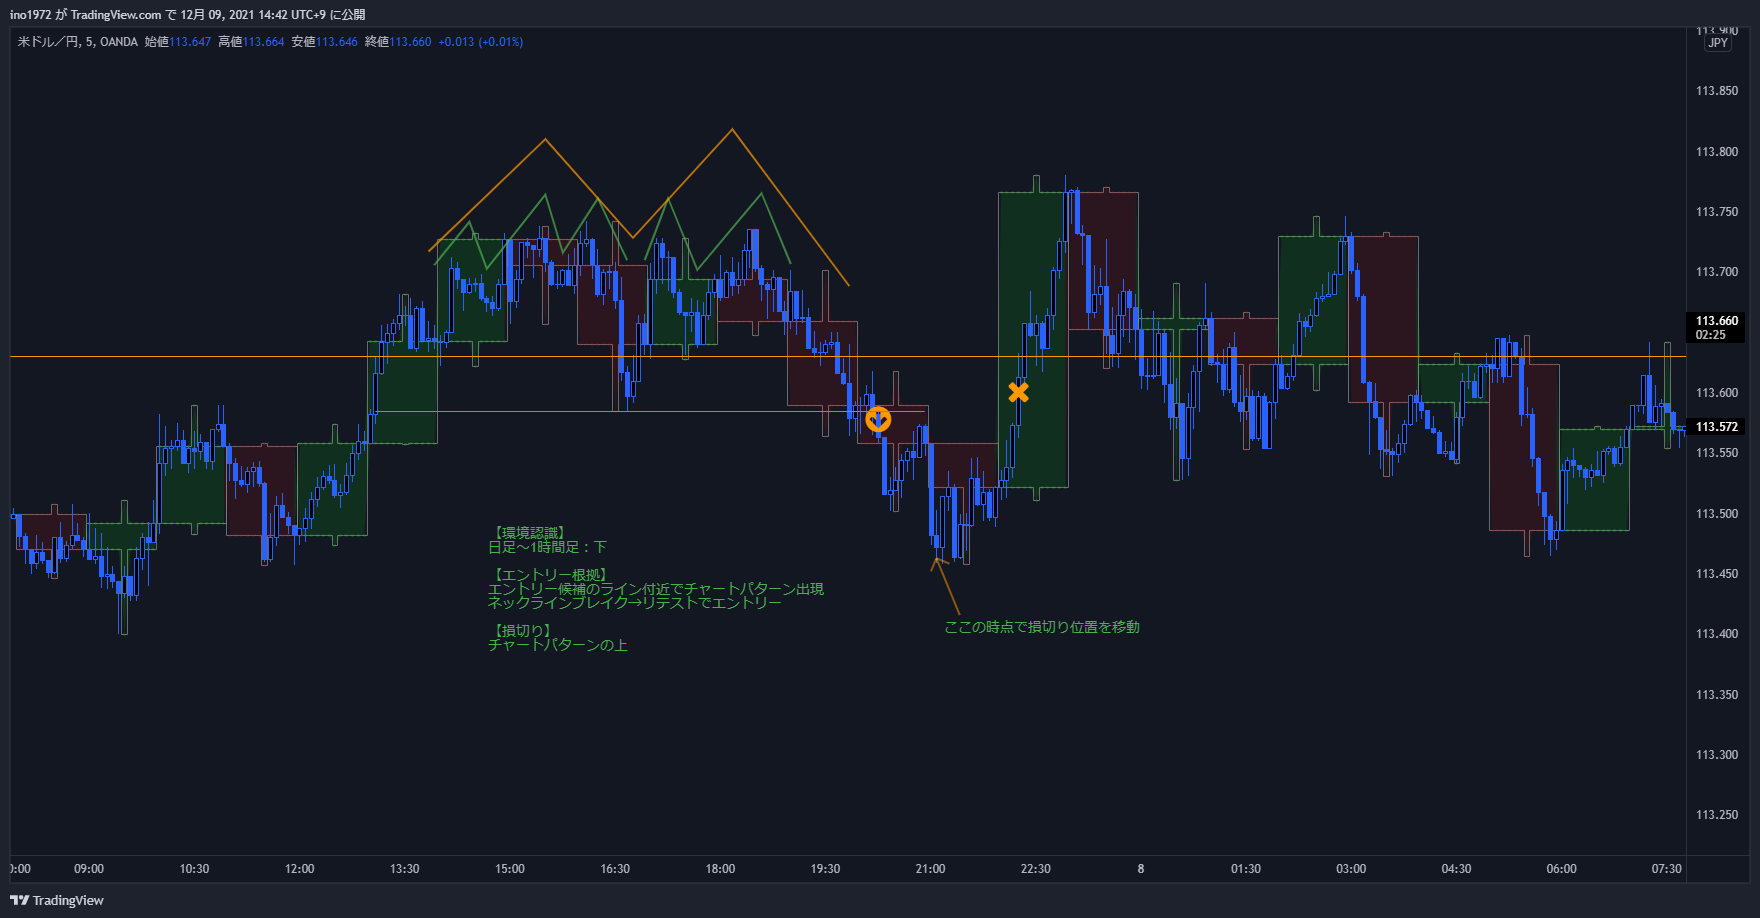 ino1972 が TradingView.com で 12月 09, 2021 14:42 UTC+9 に公開
米ドル／円, 5, OANDA 始値113.647 高値113.664 安値113.646 終値113.660 +0.013 (+0.01%)
113.900
JPY
113.850
113.800
113.750
113.700
113.660
02:25
113.600
113.572
113.550
113.500
113.450
113.400
113.350
113.300
113.250
【環境認識】
日足～1時間足：下
【エントリー根拠】
エントリー候補のライン付近でチャートパターン出現
ネックラインブレイク→リテストでエントリー
【損切り】
チャートパターンの上
ここの時点で損切り位置を移動
09:00 10:30 12:00 13:30 15:00 16:30 18:00 19:30 21:00 22:30 8 01:30 03:00 04:30 06:00 07:30
TradingView